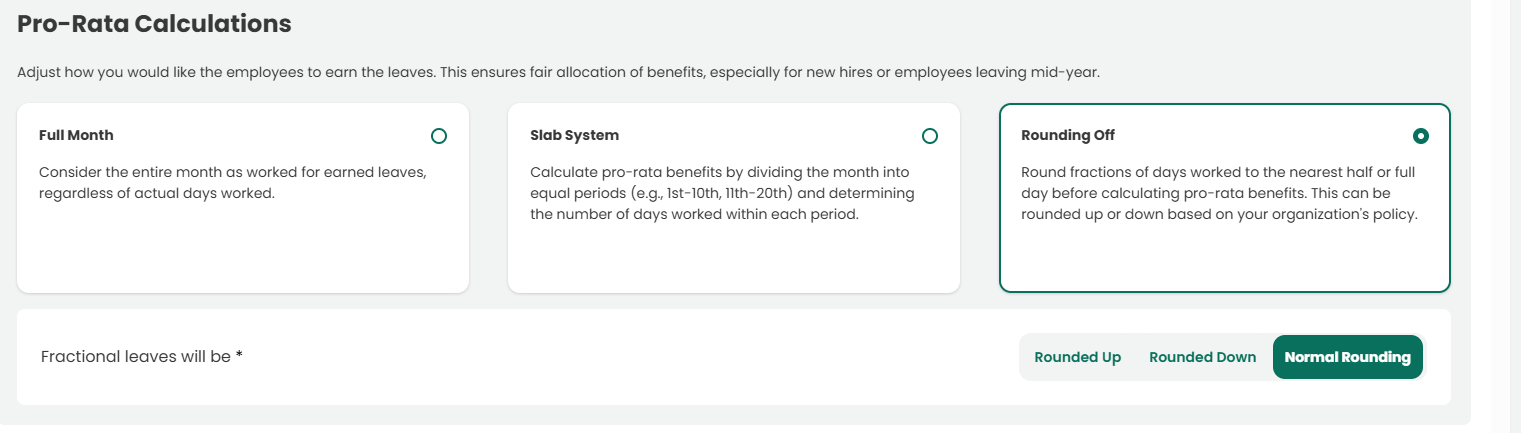 Pro-Rata Calculations
Adjust how you would like the employees to earn the leaves. This ensures fair allocation of benefits, especially for new hires or employees leaving mid-year.
Full Month
Consider the entire month as worked for earned leaves,
regardless of actual days worked.
Slab System
Calculate pro-rata benefits by dividing the month into
equal periods (e.g., 1st-10th, 11th-20th) and determining
the number of days worked within each period.
Rounding Off
Round fractions of days worked to the nearest half or full
day before calculating pro-rata benefits. This can be
rounded up or down based on your organization's policy.
Fractional leaves will be *
Rounded Up
Rounded Down
Normal Rounding